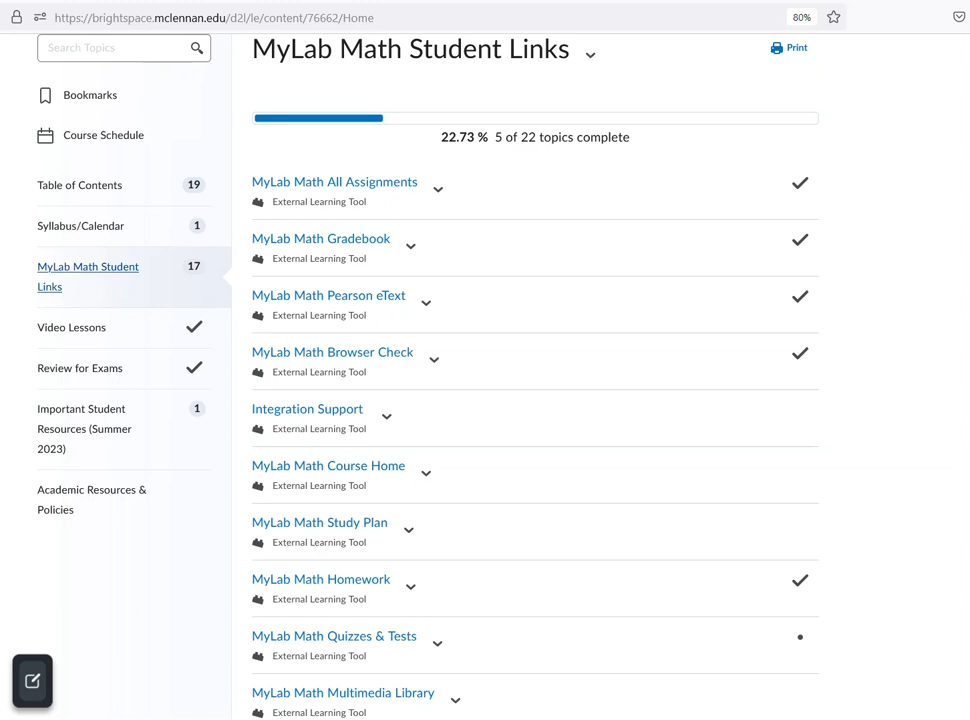 https://brightspace.mclennan.edu/d2l/le/content/76662/Home
80%
Search Topics
MyLab Math Student Links
Print
Bookmarks
Course Schedule
22.73 % 5 of 22 topics complete
Table of Contents 19
Syllabus/Calendar 1
MyLab Math Student 17
Links
Video Lessons
Review for Exams
Important Student 1
Resources (Summer
2023)
Academic Resources &
Policies
MyLab Math All Assignments
External Learning Tool
MyLab Math Gradebook
External Learning Tool
MyLab Math Pearson eText
External Learning Tool
MyLab Math Browser Check
External Learning Tool
Integration Support
External Learning Tool
MyLab Math Course Home
External Learning Tool
MyLab Math Study Plan
External Learning Tool
MyLab Math Homework
External Learning Tool
MyLab Math Quizzes & Tests
External Learning Tool
MyLab Math Multimedia Library
External Learning Tool